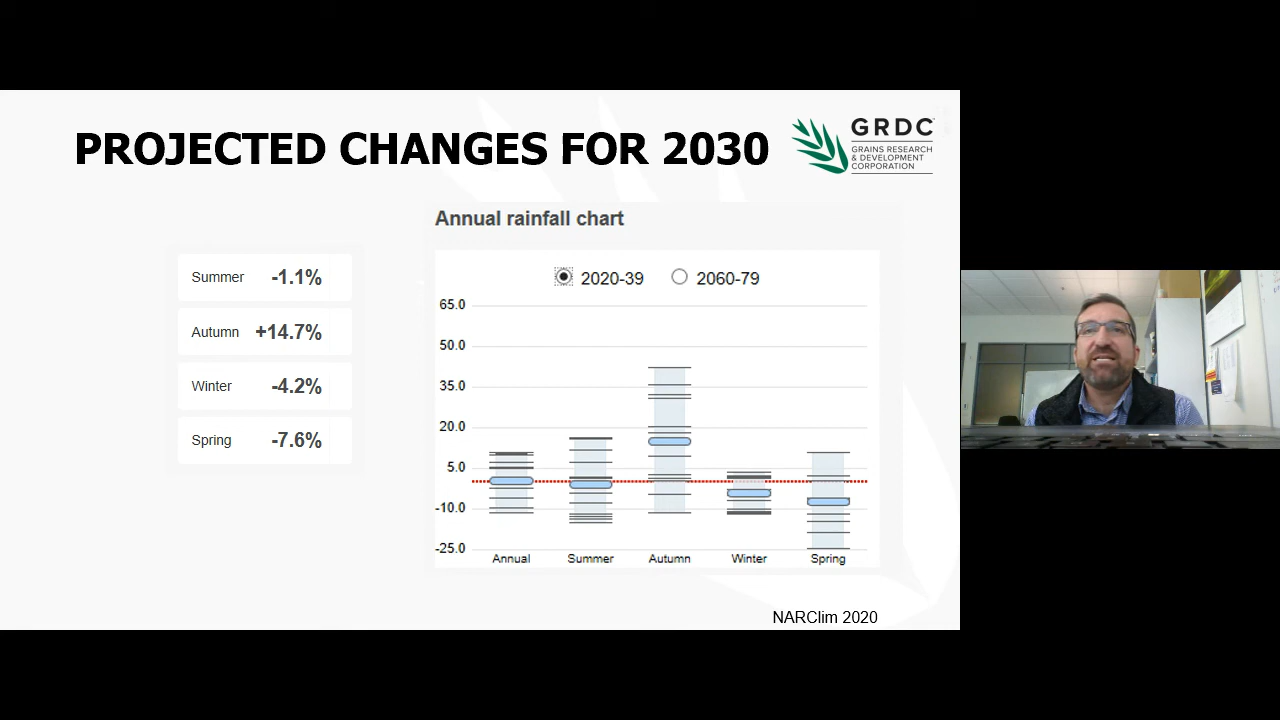 PROJECTED CHANGES FOR 2030
GRDC
GRAINS RESEARCH
& DEVELOPMENT
CORPORATION
Summer -1.1%
Autumn +14.7%
Winter -4.2%
Spring -7.6%
Annual rainfall chart
2020-39 2060-79
65.0
50.0
35.0
20.0
5.0
-10.0
-25.0
Annual Summer Autumn Winter Spring
NARClim 2020